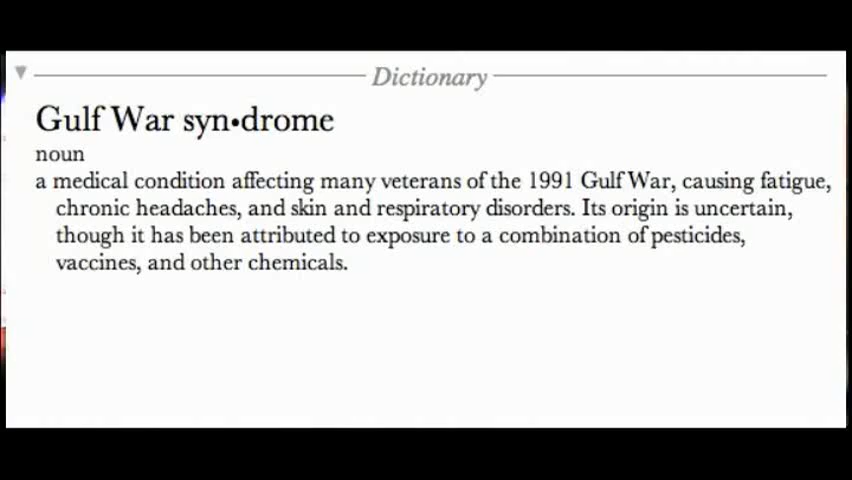 Dictionary
Gulf War syn•drome
noun
a medical condition affecting many veterans of the 1991 Gulf War, causing fatigue,
chronic headaches, and skin and respiratory disorders. Its origin is uncertain,
though it has been attributed to exposure to a combination of pesticides,
vaccines, and other chemicals.